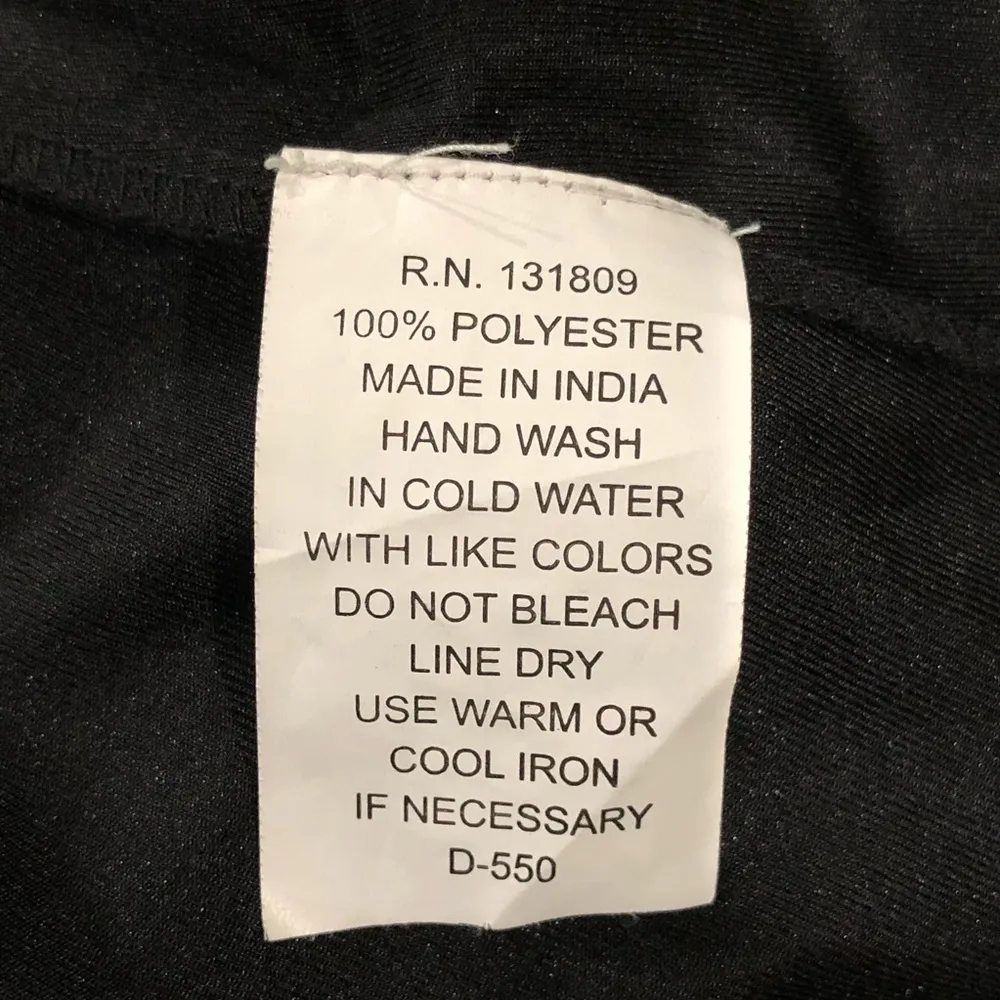 R.N. 131809
100% POLYESTER
MADE IN INDIA
HAND WASH
IN COLD WATER
WITH LIKE COLORS
DO NOT BLEACH
LINE DRY
USE WARM OR
COOL IRON
IF NECESSARY
D-550